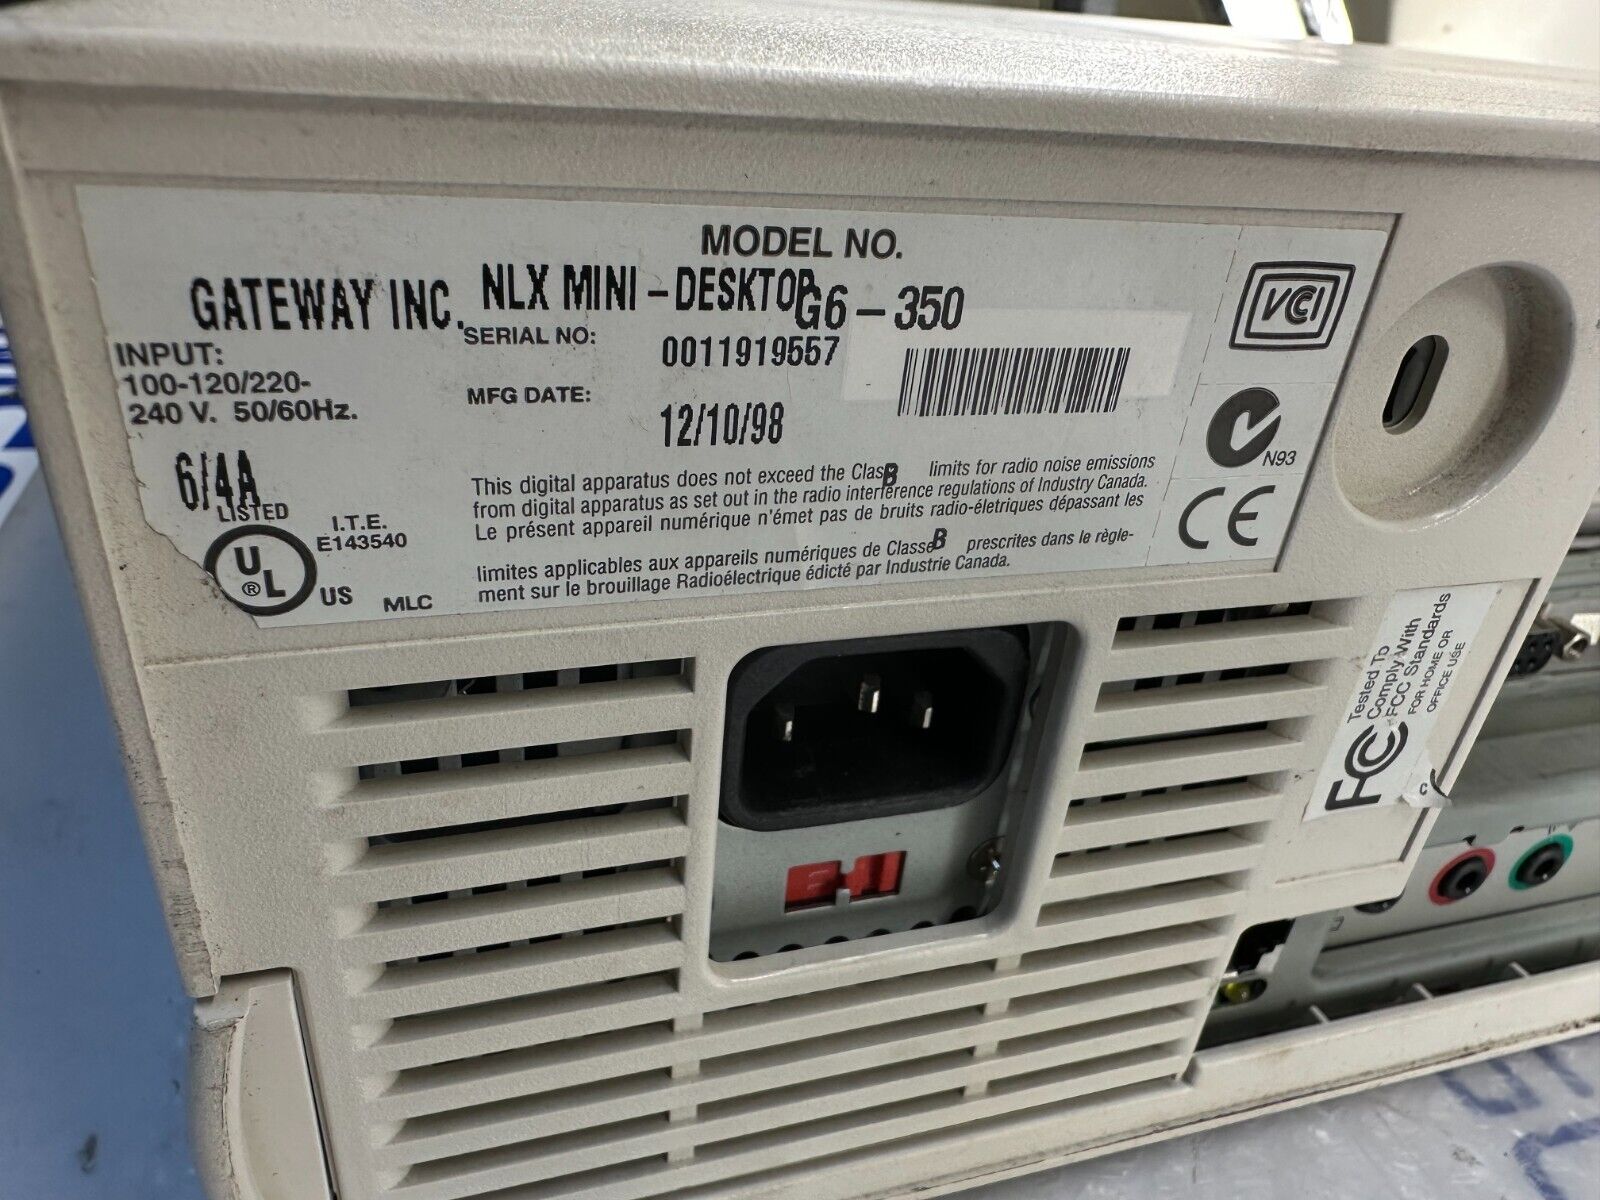 MODEL NO.
GATEWAY INC. NLX MINI-DESKTOP G6-350
SERIAL NO: 0011919557
INPUT:
100-120/220-
240 V. 50/60Hz.
MFG DATE: 12/10/98
6/4A
LISTED
UL
®
US
I.T.E.
E143540
MLC
This digital apparatus does not exceed the Class B limits for radio noise emissions
from digital apparatus as set out in the radio interference regulations of Industry Canada.
Le présent appareil numérique n'émet pas de bruits radio-életriques dépassant les
limites applicables aux appareils numériques de Classe B prescrites dans le règle-
ment sur le brouillage Radioélectrique édicté par Industrie Canada.
VCCI
N93
CE
FC
Tested To
Comply With
FCC Standards
FOR HOME OR
OFFICE USE